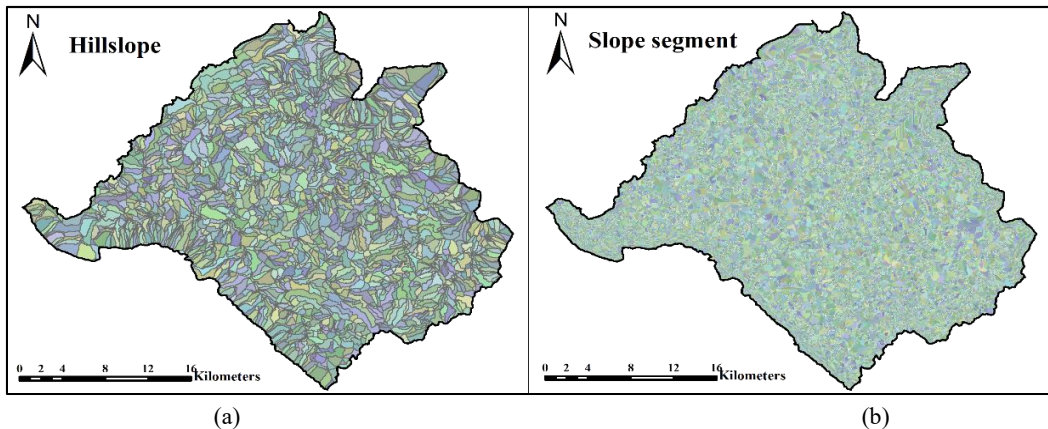 N
Hillslope
0 2 4 8 12 16
Kilometers
(a)
N
Slope segment
0 2 4 8 12 16
Kilometers
(b)